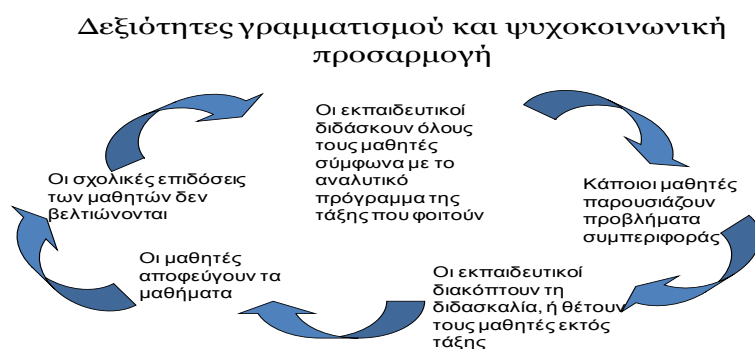 Δεξιότητες γραμματισμού και ψυχοκοινωνική
προσαρμογή
Οι εκπαιδευτικοί
διδάσκουν όλους
τους μαθητές
σύμφωνα με το
αναλυτικό
πρόγραμμα της
τάξης που φοιτούν
Κάποιοι μαθητές
παρουσιάζουν
προβλήματα
συμπεριφοράς
Οι εκπαιδευτικοί
διακόπτουν τη
διδασκαλία, ή θέτουν
τους μαθητές εκτός
τάξης
Οι μαθητές
αποφεύγουν τα
μαθήματα
Οι σχολικές επιδόσεις
των μαθητών δεν
βελτιώνονται